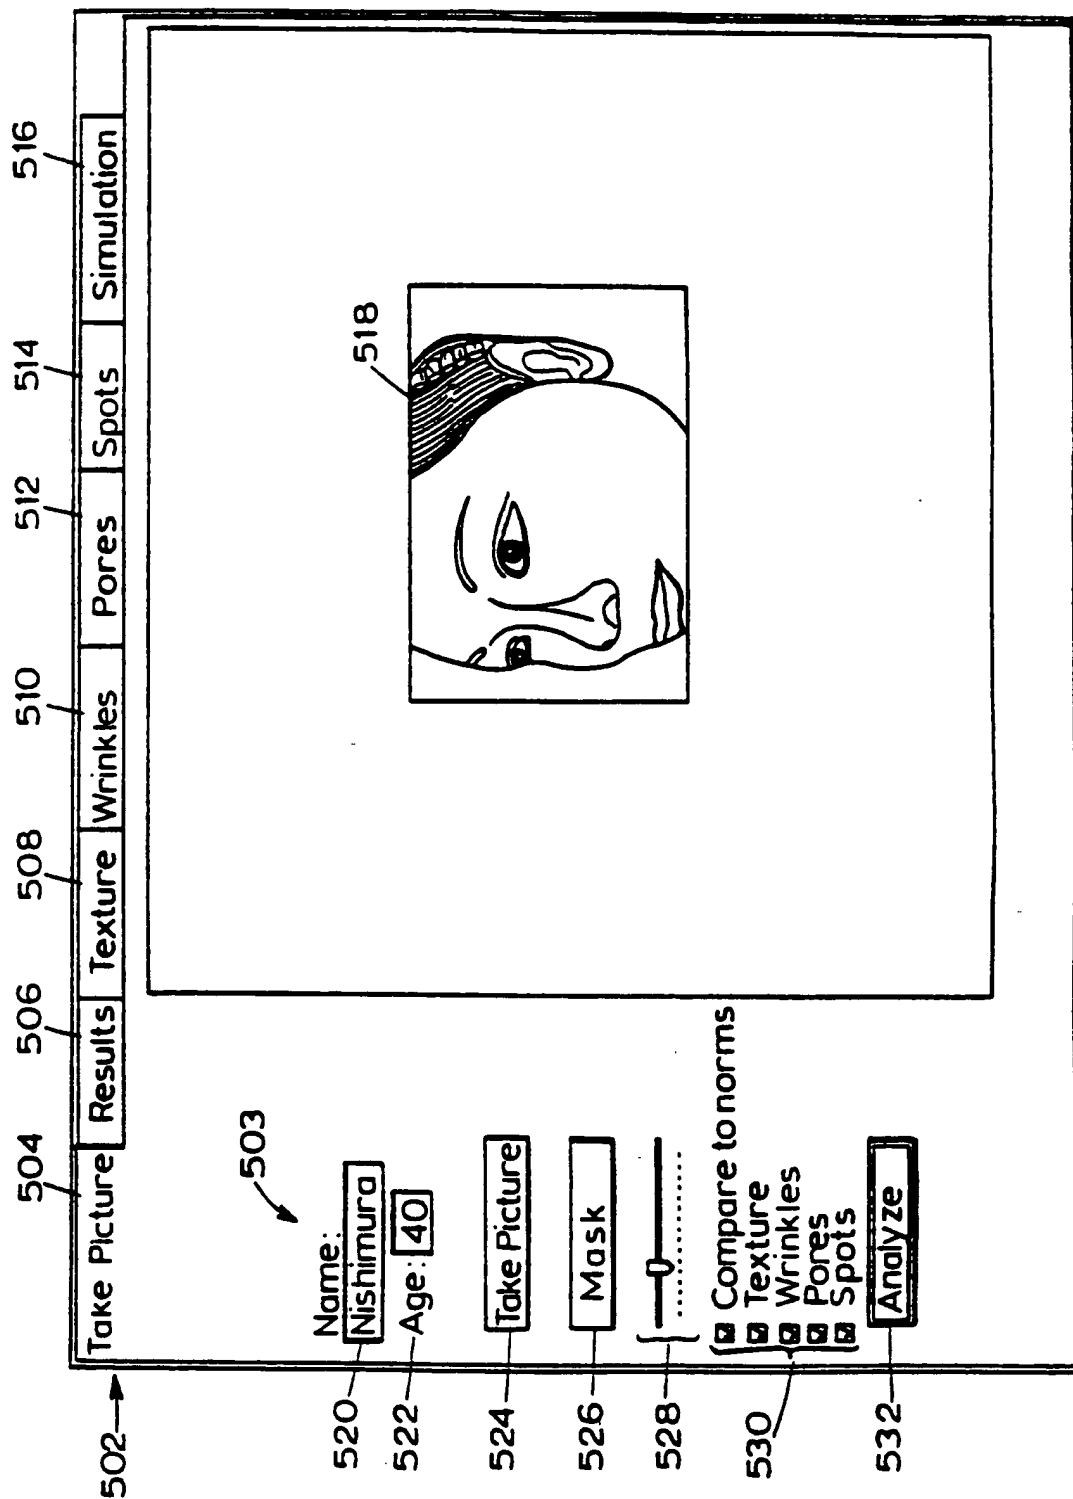 504 506 508 510 512 514 516
Take Picture Results Texture Wrinkles Pores Spots Simulation
502
503
518
Name:
520 Nishimura
522 Age: 40
524 Take Picture
526 Mask
528
530
Compare to norms
Texture
Wrinkles
Pores
Spots
532 Analyze